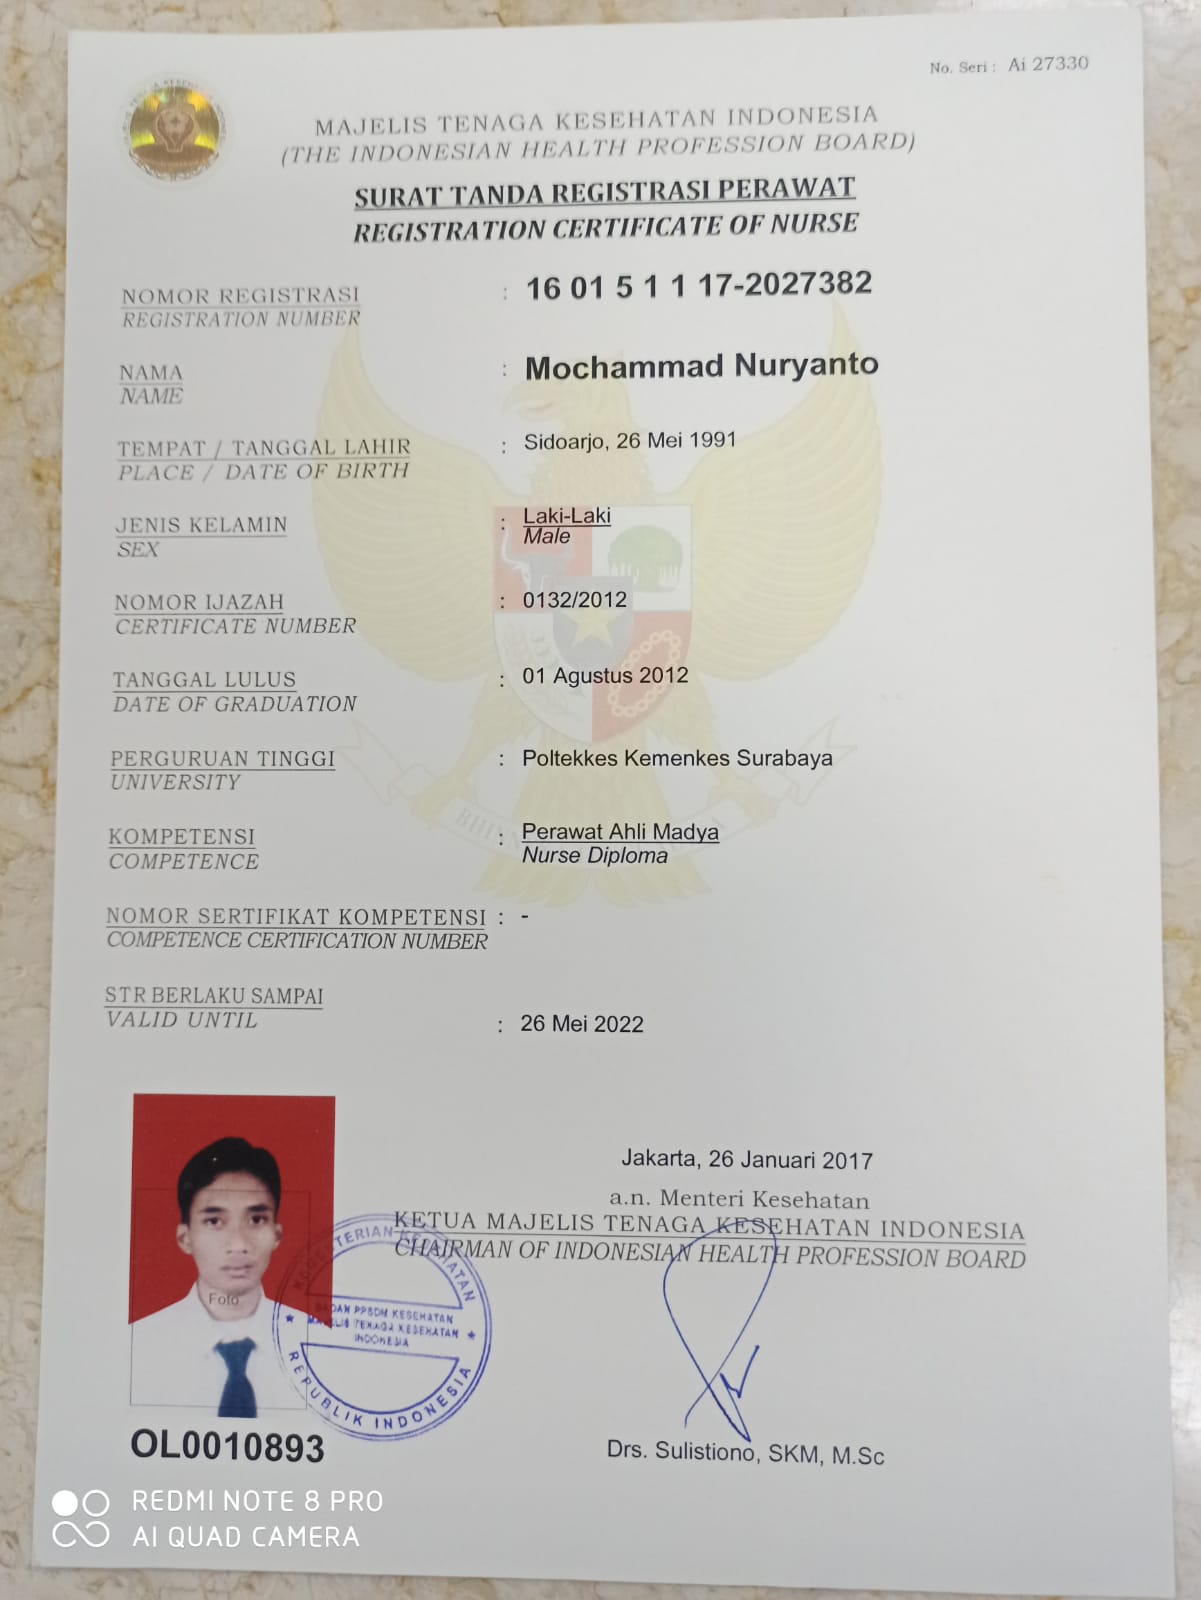 No. Seri : Ai 27330
MAJELIS TENAGA KESEHATAN INDONESIA
(THE INDONESIAN HEALTH PROFESSION BOARD)
SURAT TANDA REGISTRASI PERAWAT
REGISTRATION CERTIFICATE OF NURSE
NOMOR REGISTRASI : 16 01 5 1 1 17-2027382
REGISTRATION NUMBER
NAMA : Mochammad Nuryanto
NAME
TEMPAT / TANGGAL LAHIR : Sidoarjo, 26 Mei 1991
PLACE / DATE OF BIRTH
JENIS KELAMIN : Laki-Laki
SEX Male
NOMOR IJAZAH : 0132/2012
CERTIFICATE NUMBER
TANGGAL LULUS : 01 Agustus 2012
DATE OF GRADUATION
PERGURUAN TINGGI : Poltekkes Kemenkes Surabaya
UNIVERSITY
KOMPETENSI : Perawat Ahli Madya
COMPETENCE Nurse Diploma
NOMOR SERTIFIKAT KOMPETENSI : -
COMPETENCE CERTIFICATION NUMBER
STR BERLAKU SAMPAI
VALID UNTIL : 26 Mei 2022
Jakarta, 26 Januari 2017
a.n. Menteri Kesehatan
KETUA MAJELIS TENAGA KESEHATAN INDONESIA
CHAIRMAN OF INDONESIAN HEALTH PROFESSION BOARD
Foto
KEMENTERIAN KESEHATAN
BADAN PPSDM KESEHATAN
MAJELIS TENAGA KESEHATAN
INDONESIA
REPUBLIK INDONESIA
Drs. Sulistiono, SKM, M.Sc
OL0010893
REDMI NOTE 8 PRO
AI QUAD CAMERA